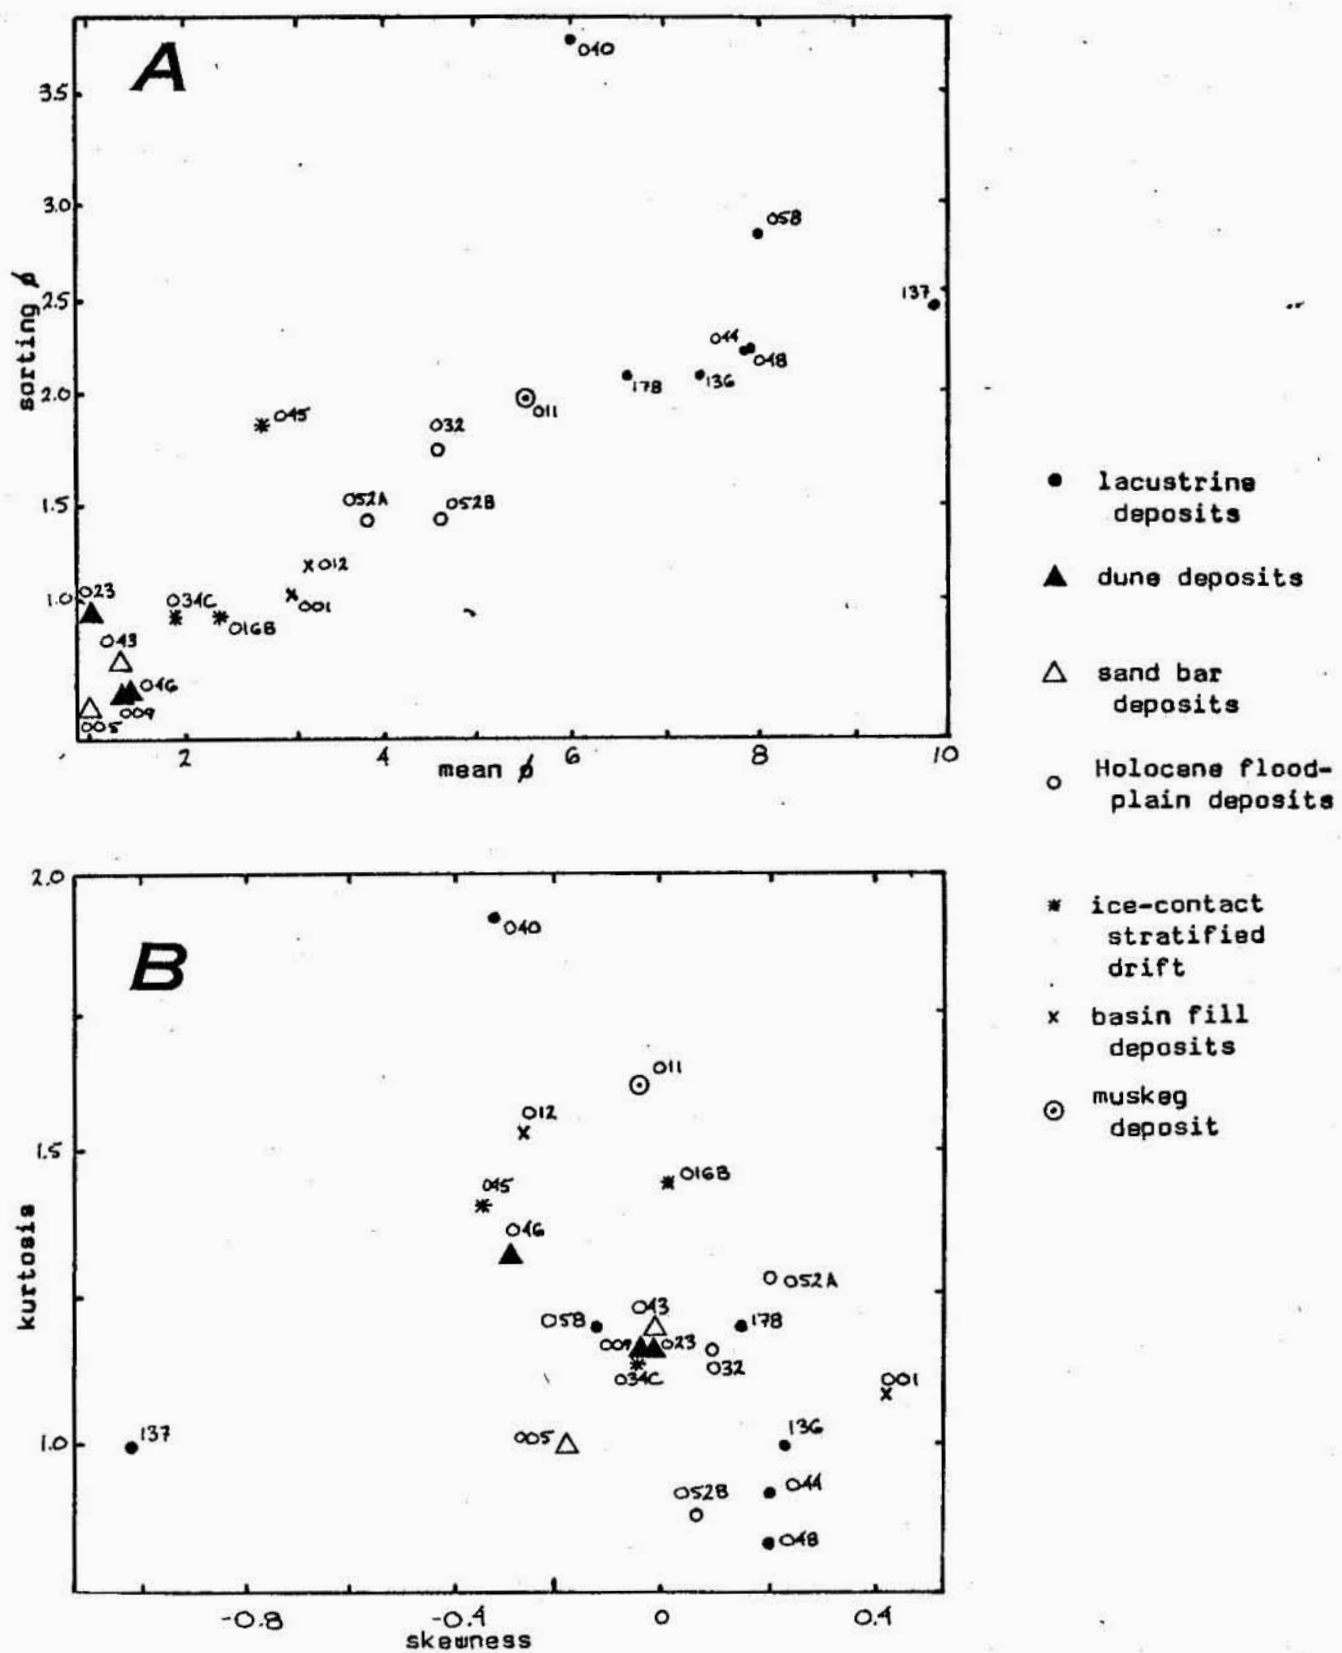 A
040
3.5
3.0
058
2.5
137
044
048
sorting ø
2.0
178
136
011
045
032
1.5
052A
052B
012
1.0
023
034C
001
016B
043
046
009
005
2
4
6
8
10
mean ø
lacustrine
deposits
dune deposits
sand bar
deposits
Holocene flood-
plain deposits
ice-contact
stratified
drift
basin fill
deposits
muskeg
deposit
2.0
B
040
011
012
1.5
016B
045
046
kurtosis
052A
043
058
178
009
023
032
034C
001
1.0
137
005
136
052B
044
048
-0.8
-0.4
0
0.4
skewness